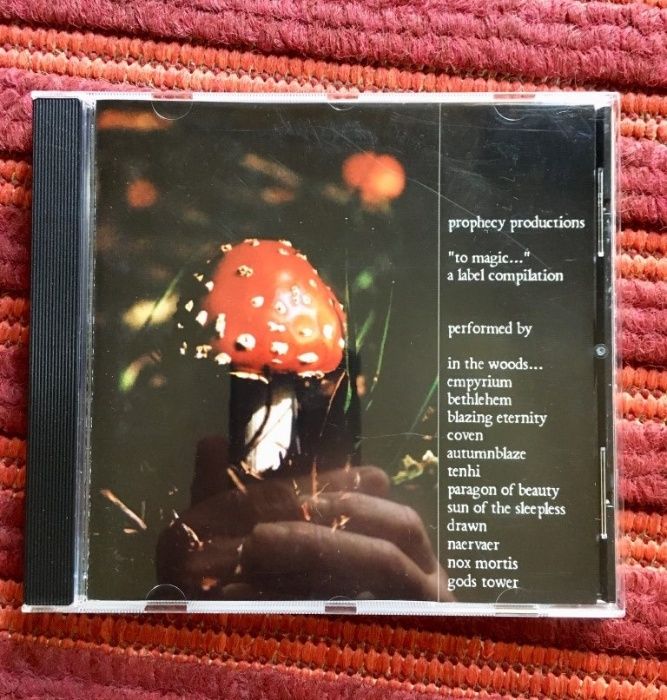 prophecy productions
"to magic..."
a label compilation
performed by
in the woods...
empyrium
bethlehem
blazing eternity
coven
autumnblaze
tenhi
paragon of beauty
sun of the sleepless
drawn
naervaer
nox mortis
gods tower